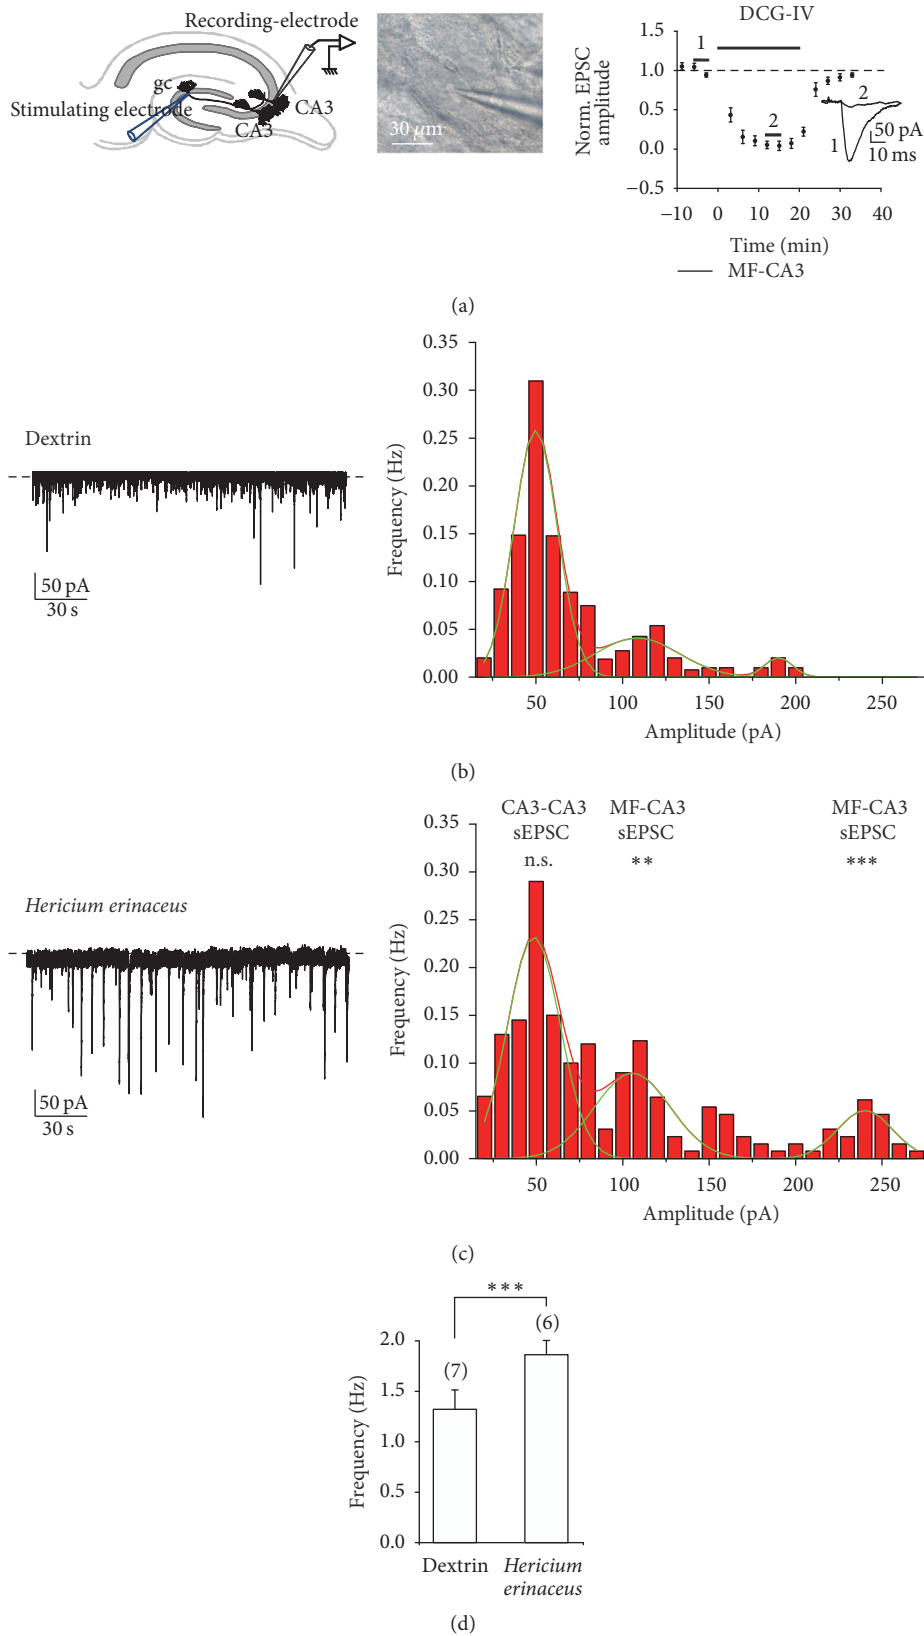 Recording-electrode
gc
Stimulating electrode
CA3
CA3
30 μm
DCG-IV
Norm. EPSC
amplitude
1.5
1.0
0.5
0.0
−0.5
1
2
2
1
50 pA
10 ms
−10 0 10 20 30 40
Time (min)
MF-CA3
(a)
Dextrin
50 pA
30 s
Frequency (Hz)
0.35
0.30
0.25
0.20
0.15
0.10
0.05
0.00
50 100 150 200 250
Amplitude (pA)
(b)
Hericium erinaceus
50 pA
30 s
CA3-CA3
sEPSC
n.s.
MF-CA3
sEPSC
**
MF-CA3
sEPSC
***
Frequency (Hz)
0.35
0.30
0.25
0.20
0.15
0.10
0.05
0.00
50 100 150 200 250
Amplitude (pA)
(c)
***
(7)
(6)
Frequency (Hz)
2.0
1.5
1.0
0.5
0.0
Dextrin
Hericium
erinaceus
(d)